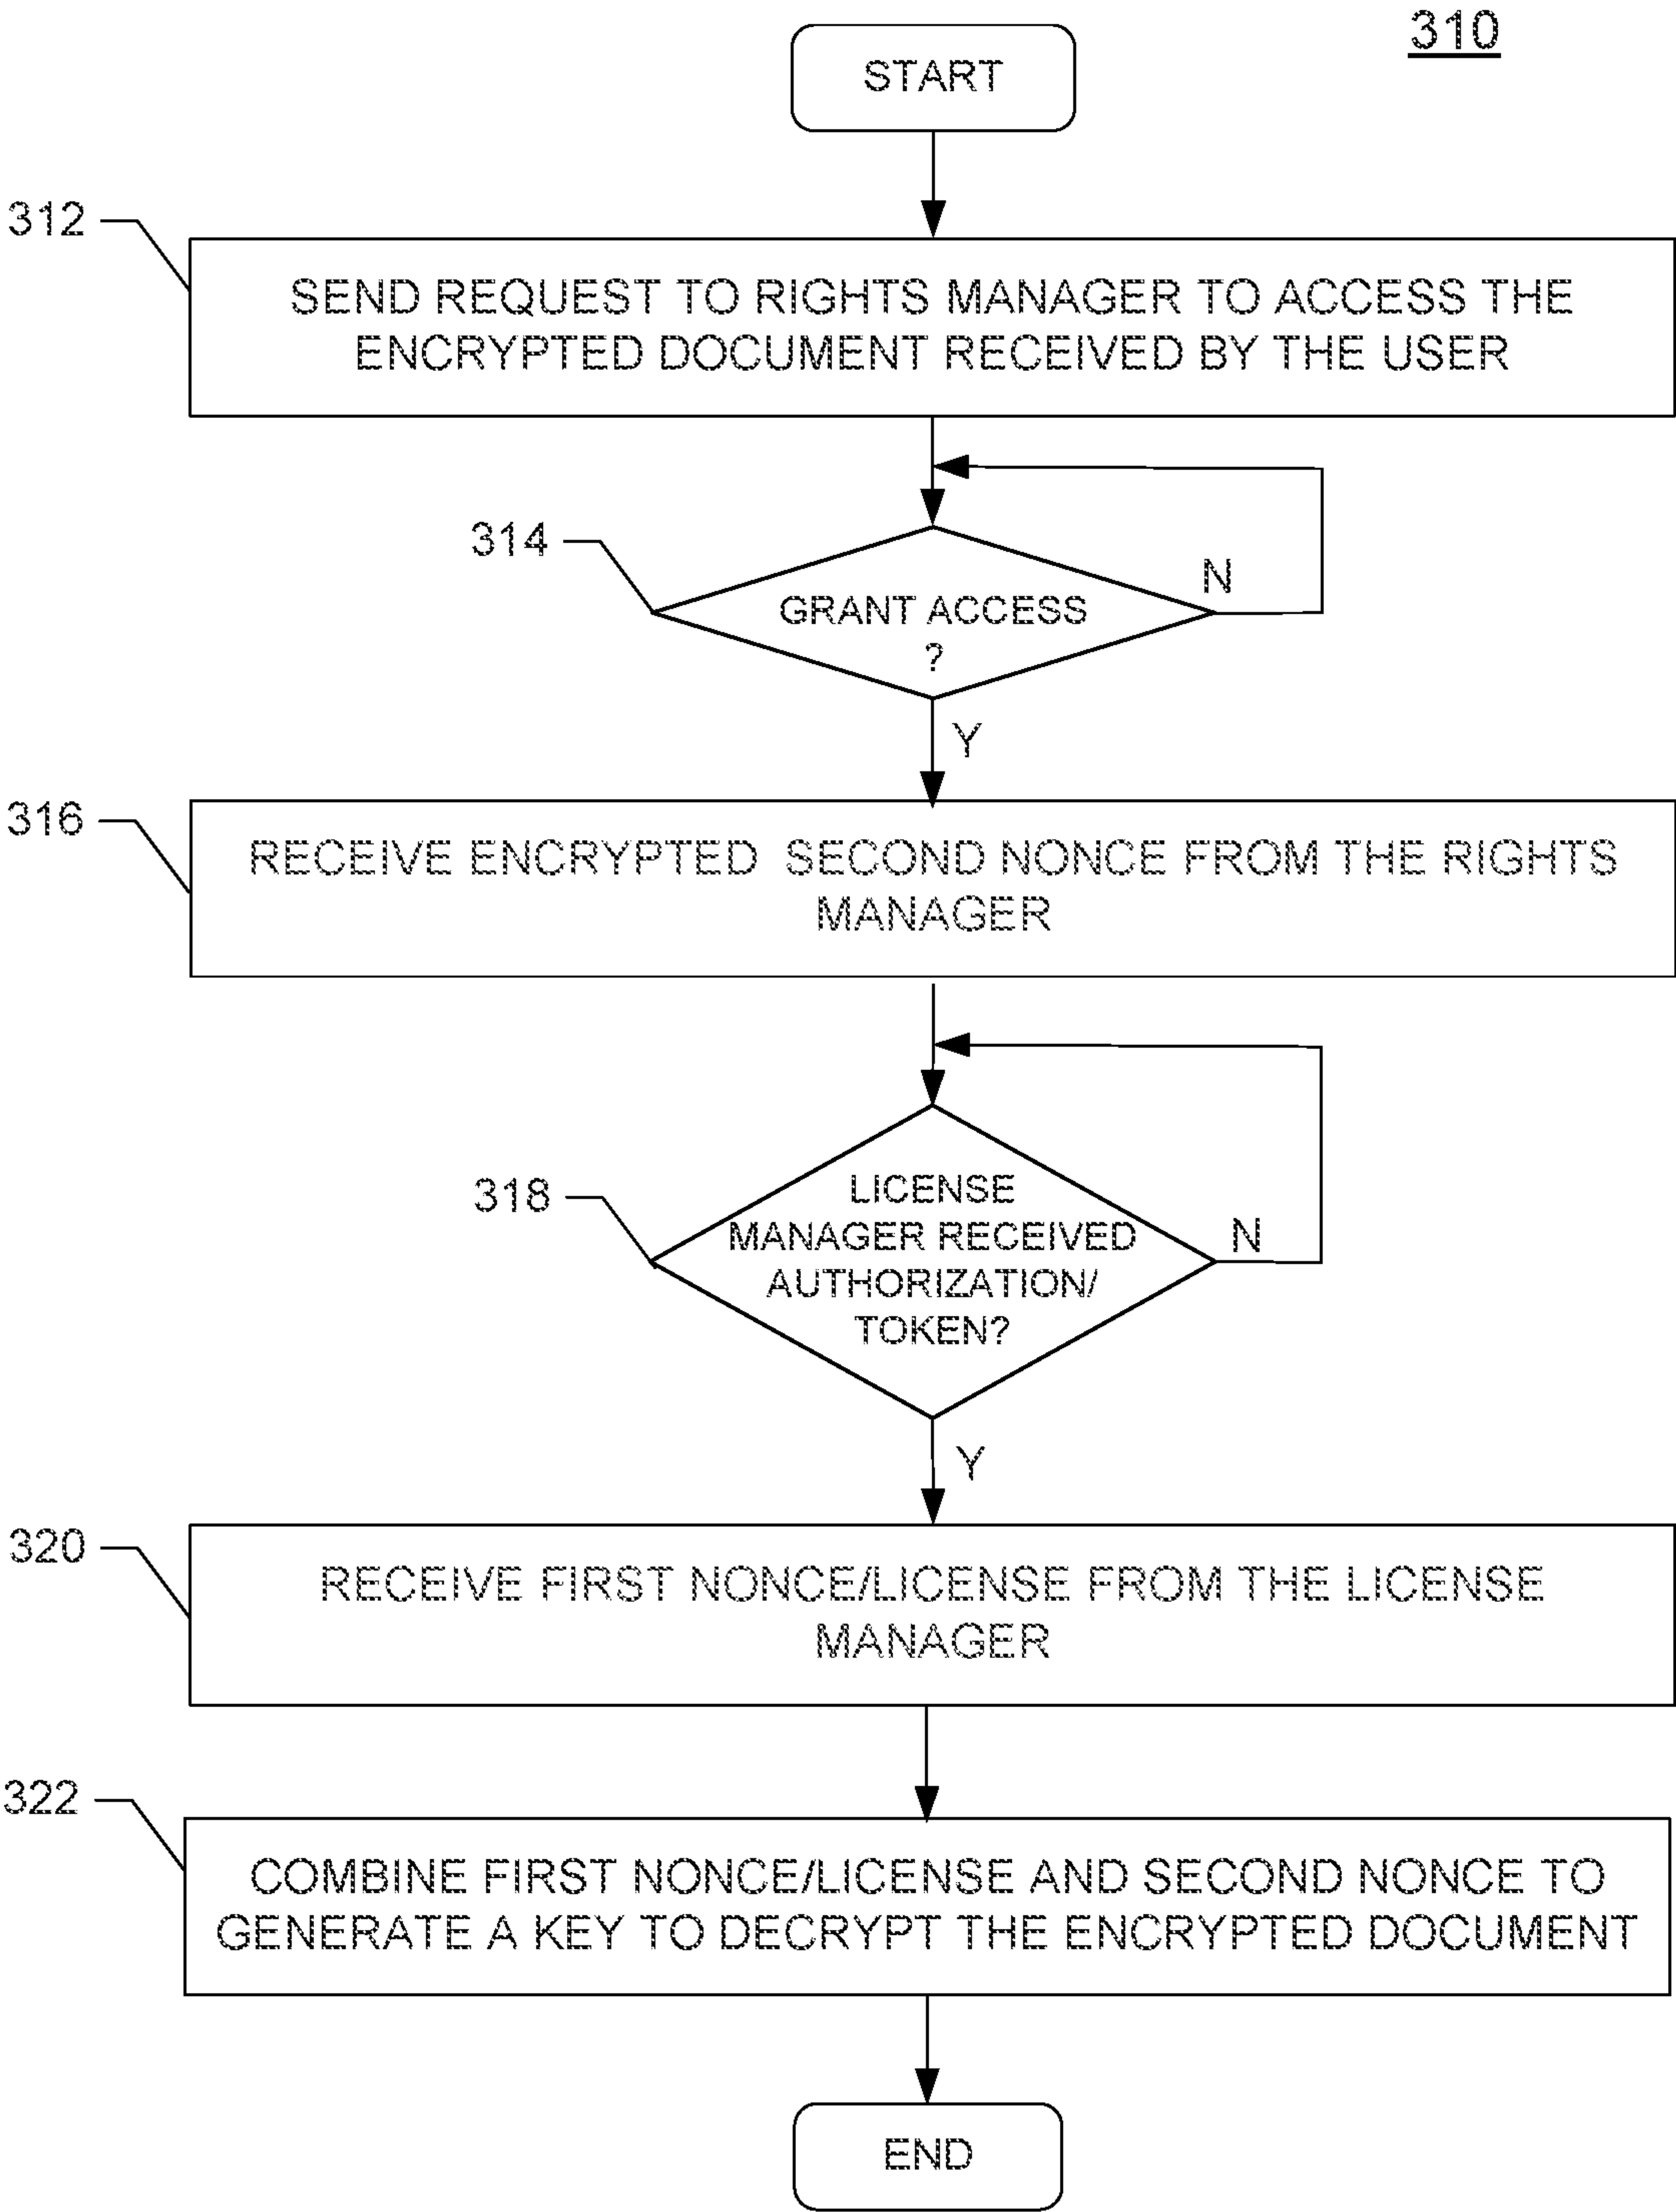 310
START
312
SEND REQUEST TO RIGHTS MANAGER TO ACCESS THE
ENCRYPTED DOCUMENT RECEIVED BY THE USER
314
N
GRANT ACCESS
?
Y
316
RECEIVE ENCRYPTED SECOND NONCE FROM THE RIGHTS
MANAGER
318
LICENSE
MANAGER RECEIVED
AUTHORIZATION/
TOKEN?
N
Y
320
RECEIVE FIRST NONCE/LICENSE FROM THE LICENSE
MANAGER
322
COMBINE FIRST NONCE/LICENSE AND SECOND NONCE TO
GENERATE A KEY TO DECRYPT THE ENCRYPTED DOCUMENT
END